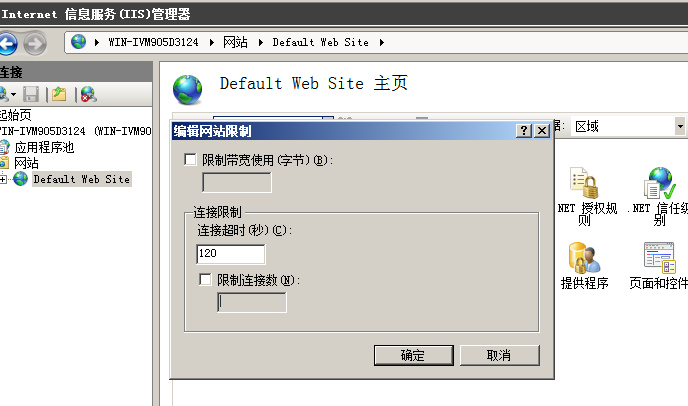 Internet 信息服务(IIS)管理器
WIN-IVM905D3124 网站 Default Web Site
连接
起始页
WIN-IVM905D3124 (WIN-IVM90
应用程序池
网站
Default Web Site
Default Web Site 主页
区域
编辑网站限制
限制带宽使用(字节)(B):
连接限制
连接超时(秒)(C):
120
限制连接数(N):
确定 取消
.NET 授权规则
.NET 信任级别
提供程序
页面和控件